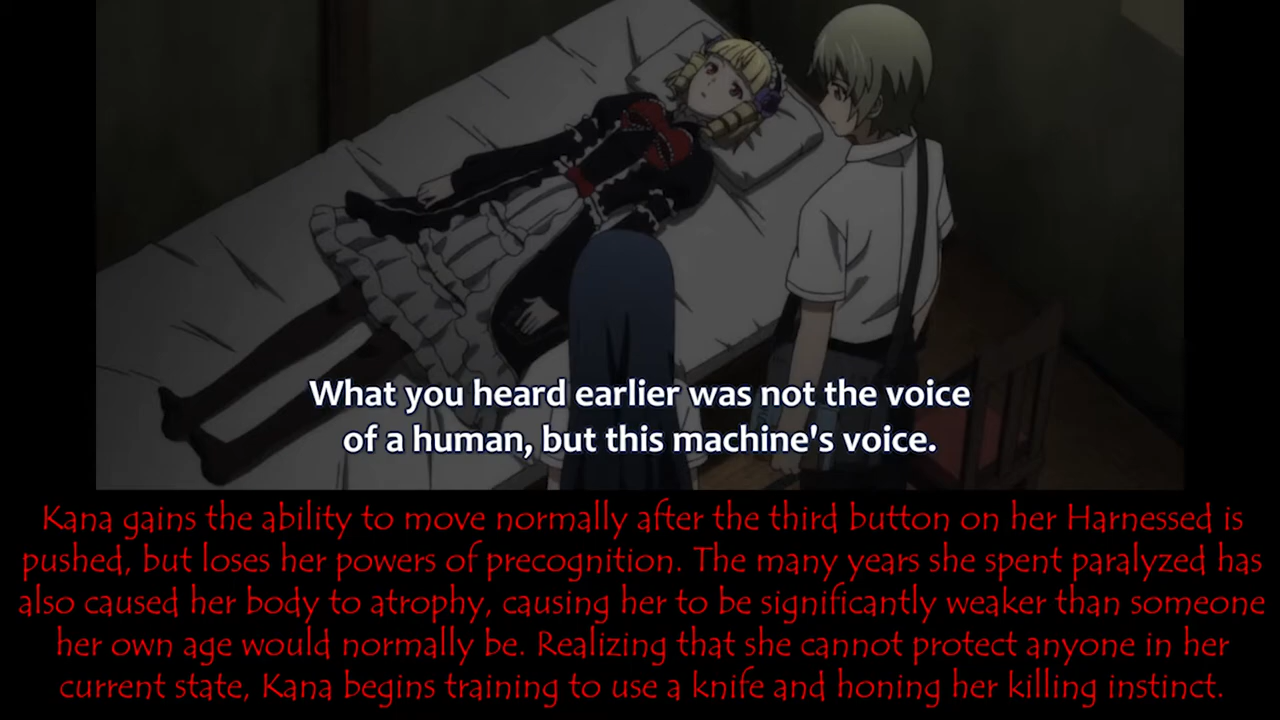 What you heard earlier was not the voice
of a human, but this machine's voice.
Kana gains the ability to move normally after the third button on her Harnessed is
pushed, but loses her powers of precognition. The many years she spent paralyzed has
also caused her body to atrophy, causing her to be significantly weaker than someone
her own age would normally be. Realizing that she cannot protect anyone in her
current state, Kana begins training to use a knife and honing her killing instinct.